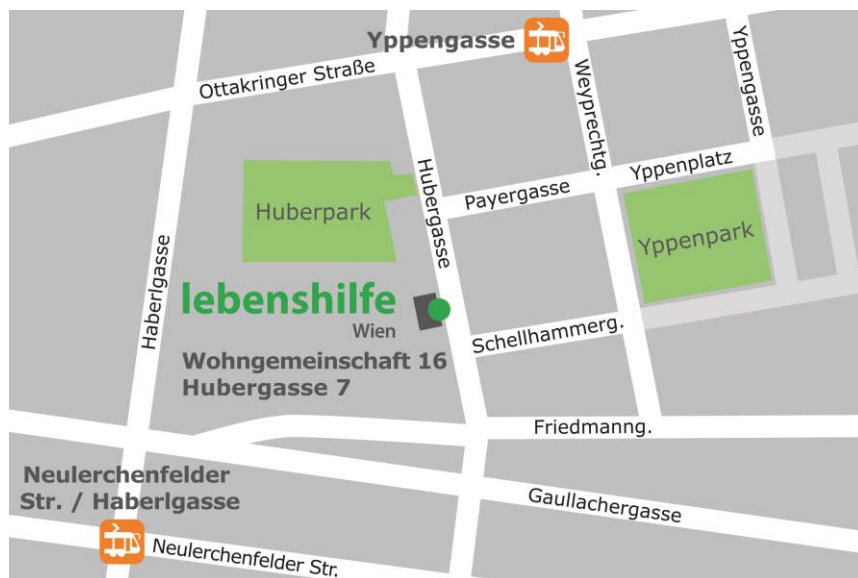 Yppengasse
Ottakringer Straße
Weyprechtg.
Yppengasse
Hubergasse
Yppenplatz
Payergasse
Huberpark
Yppenpark
Haberlgasse
lebenshilfe
Wien
Schellhammerg.
Wohngemeinschaft 16
Hubergasse 7
Friedmanng.
Neulerchenfelder
Str. / Haberlgasse
Gaullachergasse
Neulerchenfelder Str.